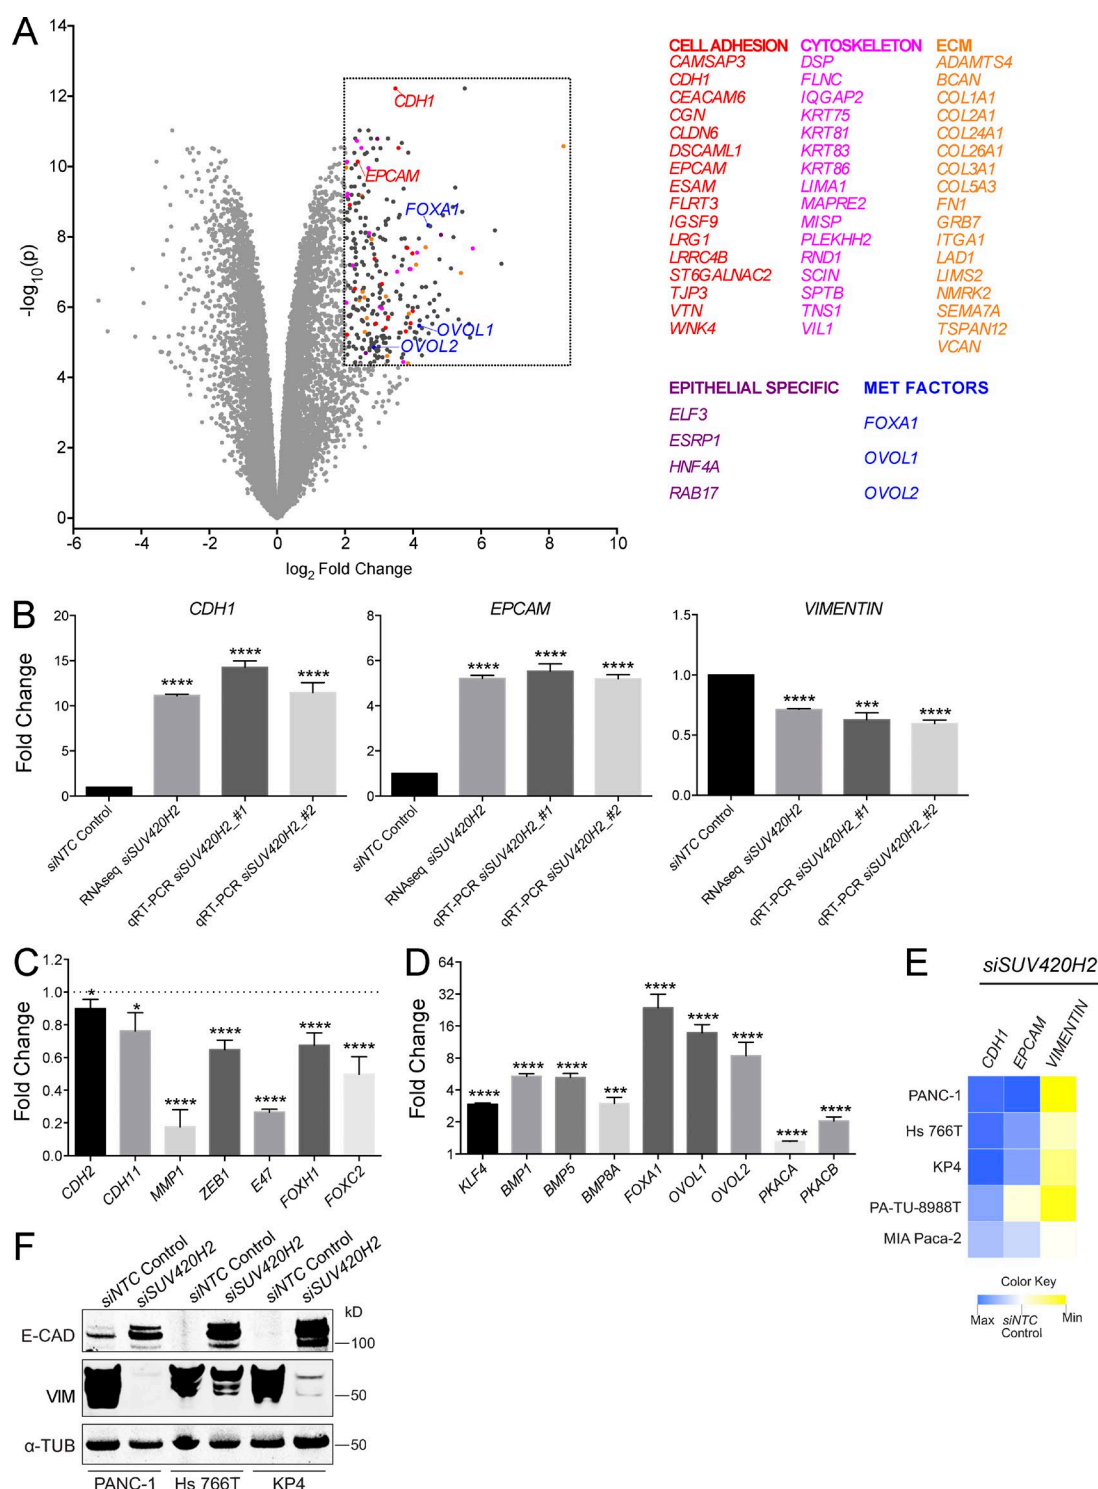 A
14
12
10
8
6
4
2
0
-6
-4
-2
0
2
4
6
8
10
-log10(p)
log2 Fold Change
CDH1
EPCAM
FOXA1
OVOL1
OVOL2
CELL ADHESION
CAMSAP3
CDH1
CEACAM6
CGN
CLDN6
DSCAML1
EPCAM
ESAM
FLRT3
IGSF9
LRG1
LRRC4B
ST6GALNAC2
TJP3
VTN
WNK4
CYTOSKELETON
DSP
FLNC
IQGAP2
KRT75
KRT81
KRT83
KRT86
LIMA1
MAPRE2
MISP
PLEKHH2
RND1
SCIN
SPTB
TNS1
VIL1
ECM
ADAMTS4
BCAN
COL1A1
COL2A1
COL24A1
COL26A1
COL3A1
COL5A3
FN1
GRB7
ITGA1
LAD1
LIMS2
NMRK2
SEMA7A
TSPAN12
VCAN
EPITHELIAL SPECIFIC
ELF3
ESRP1
HNF4A
RAB17
MET FACTORS
FOXA1
OVOL1
OVOL2
B
CDH1
Fold Change
20
15
10
5
0
****
****
****
siNTC Control
RNAseq siSUV420H2
qRT-PCR siSUV420H2_#1
qRT-PCR siSUV420H2_#2
EPCAM
8
6
4
2
0
****
****
****
siNTC Control
RNAseq siSUV420H2
qRT-PCR siSUV420H2_#1
qRT-PCR siSUV420H2_#2
VIMENTIN
1.5
1.0
0.5
0.0
****
***
****
siNTC Control
RNAseq siSUV420H2
qRT-PCR siSUV420H2_#1
qRT-PCR siSUV420H2_#2
C
Fold Change
1.2
1.0
0.8
0.6
0.4
0.2
0.0
*
*
****
****
****
****
****
CDH2
CDH11
MMP1
ZEB1
E47
FOXH1
FOXC2
D
Fold Change
64
32
16
8
4
2
1
****
****
****
***
****
****
****
****
****
KLF4
BMP1
BMP5
BMP8A
FOXA1
OVOL1
OVOL2
PKACA
PKACB
E
siSUV420H2
CDH1
EPCAM
VIMENTIN
PANC-1
Hs 766T
KP4
PA-TU-8988T
MIA Paca-2
Color Key
Max
siNTC
Control
Min
F
siNTC Control
siSUV420H2
siNTC Control
siSUV420H2
siNTC Control
siSUV420H2
kD
E-CAD
100
VIM
50
α-TUB
50
PANC-1
Hs 766T
KP4